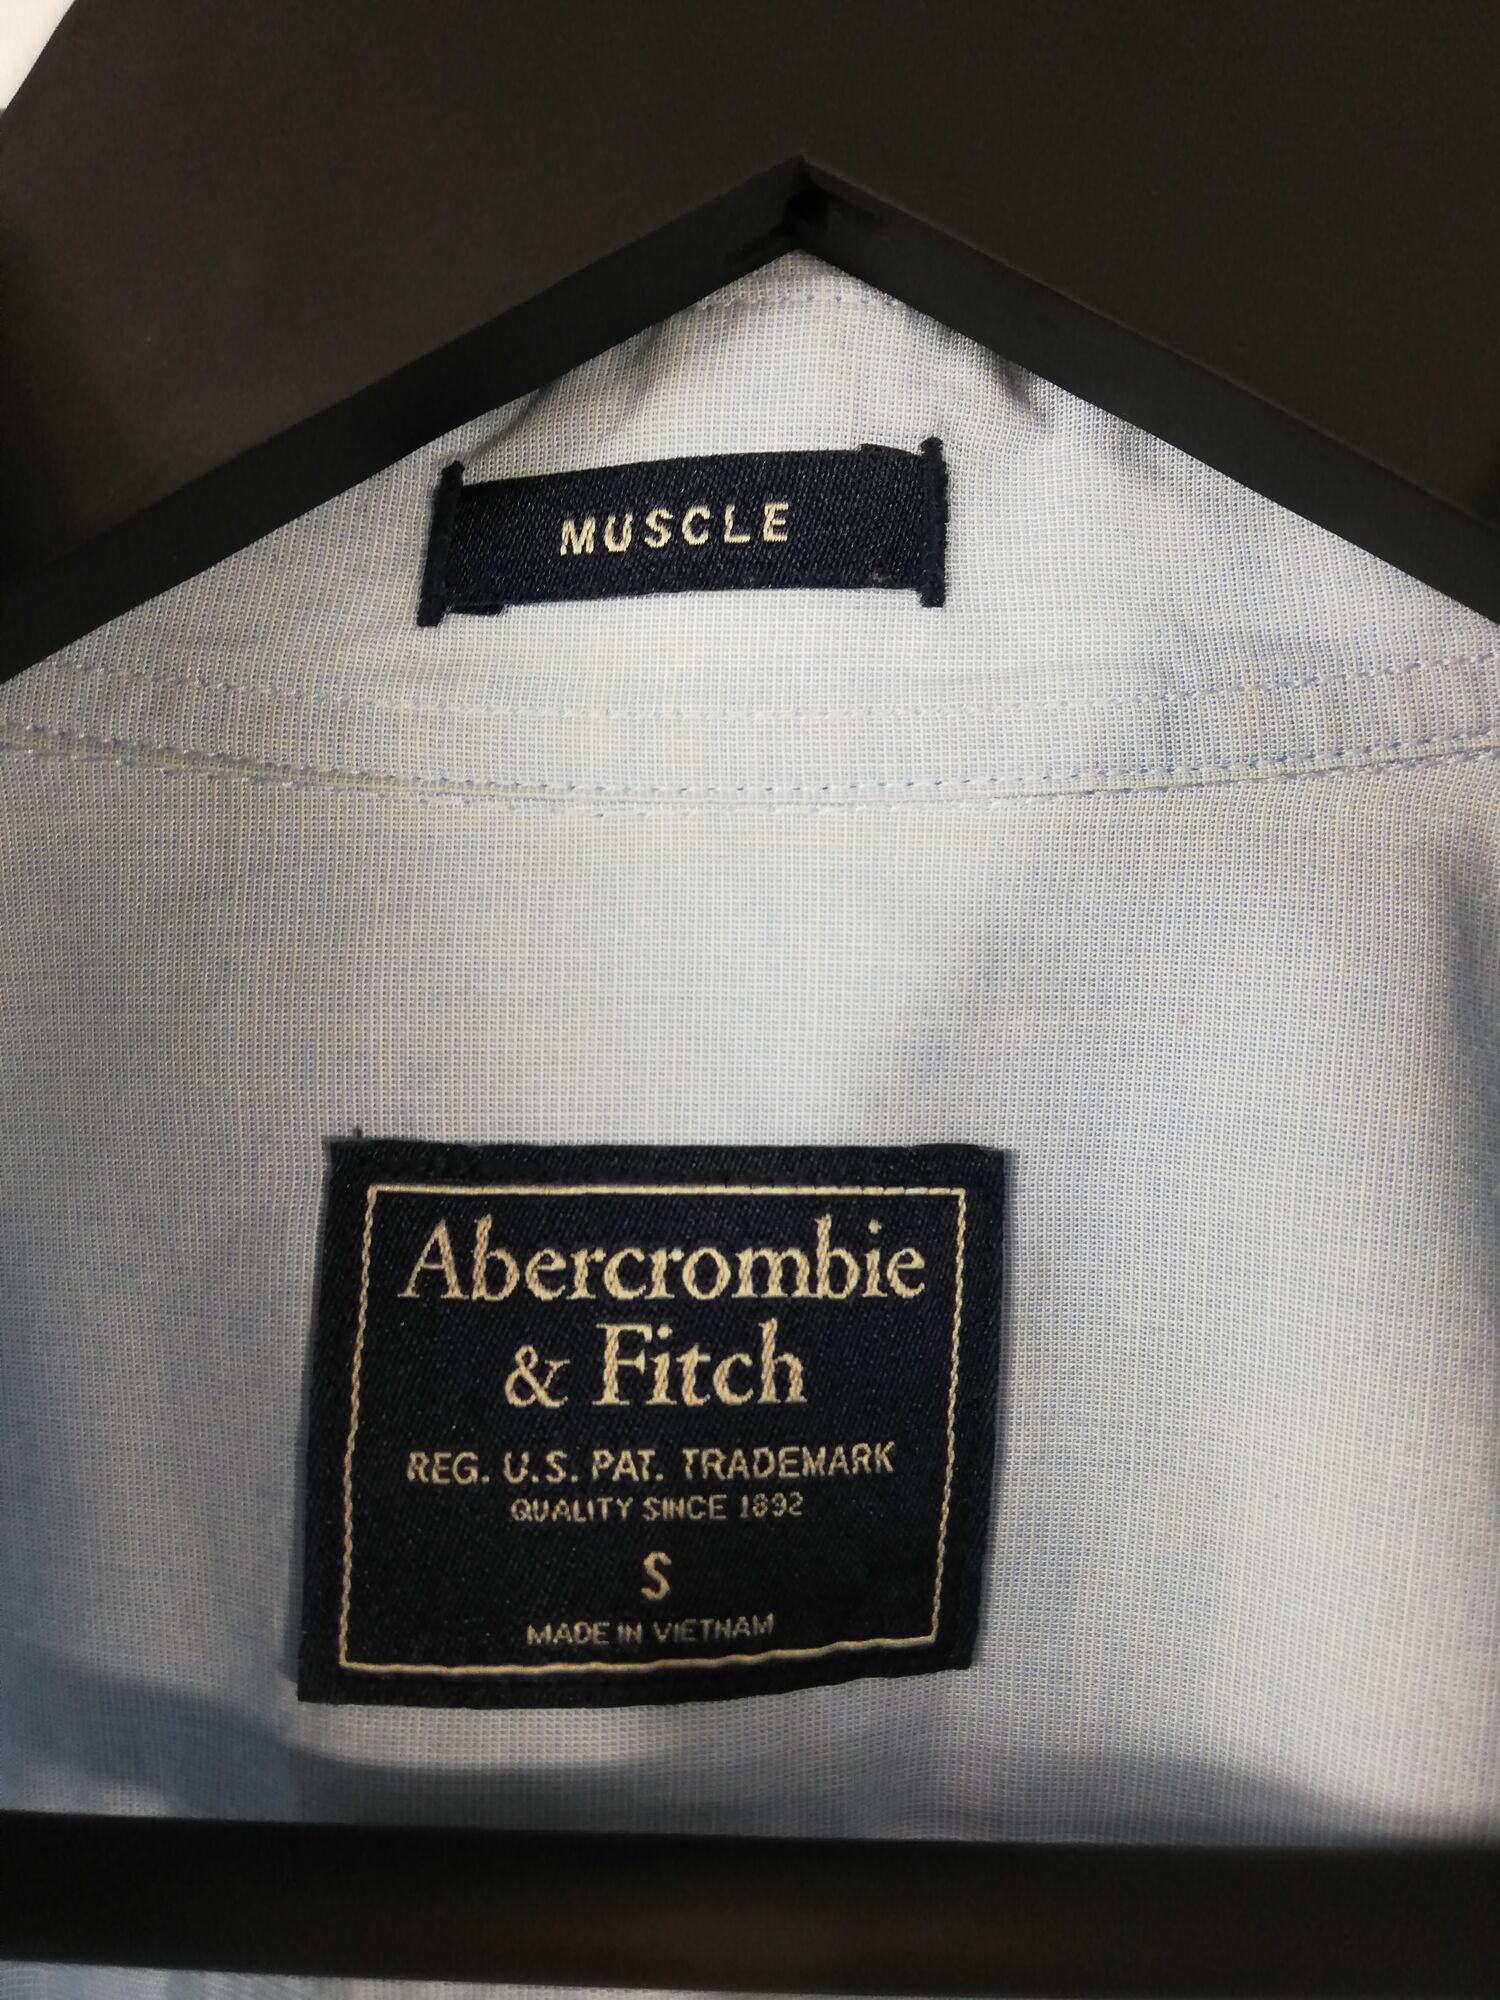 MUSCLE
Abercrombie
& Fitch
REG. U.S. PAT. TRADEMARK
QUALITY SINCE 1892
S
MADE IN VIETNAM